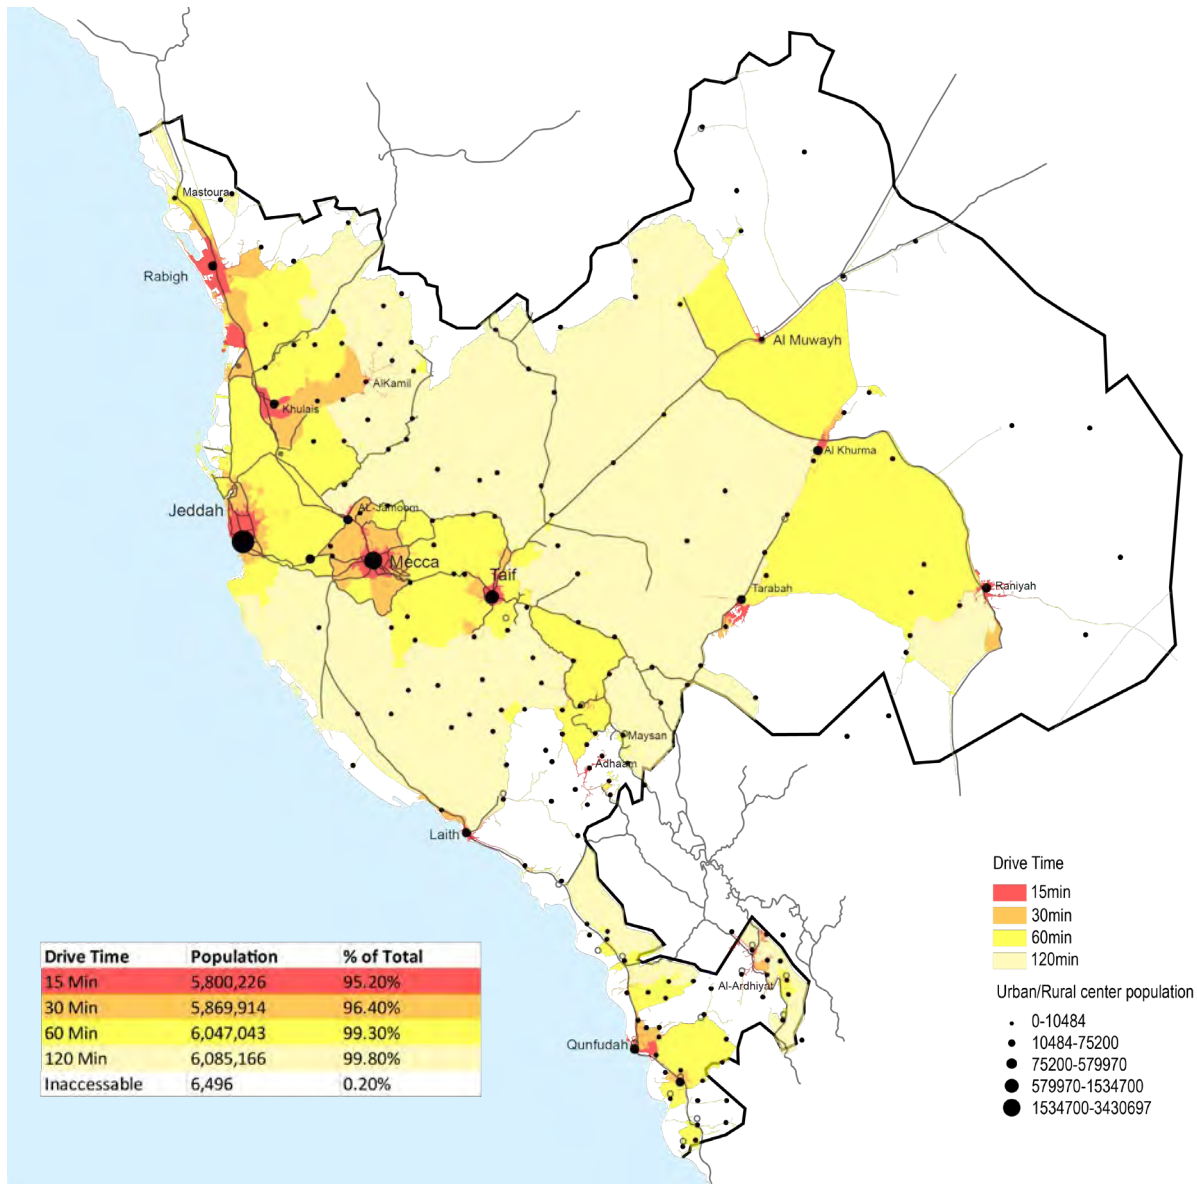 Mastoura
Rabigh
Al Muwayh
AlKamil
Khulais
Al Khurma
Jeddah
AL-Jamoom
Mecca
Taif
Tarabah
Raniyah
Maysan
Adhaam
Laith
Al-Ardhiyat
Qunfudah
Drive Time
15min
30min
60min
120min
Urban/Rural center population
0-10484
10484-75200
75200-579970
579970-1534700
1534700-3430697
Drive Time Population % of Total
15 Min 5,800,226 95.20%
30 Min 5,869,914 96.40%
60 Min 6,047,043 99.30%
120 Min 6,085,166 99.80%
Inaccessable 6,496 0.20%